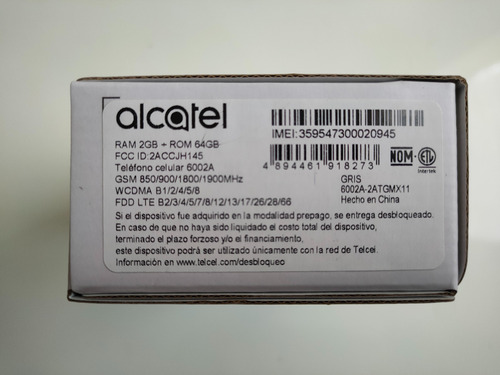 alcatel
IMEI:359547300020945
RAM 2GB + ROM 64GB
FCC ID:2ACCJH145
Teléfono celular 6002A
4 894461 918273
NOM
ETL
Intertek
GSM 850/900/1800/1900MHz
GRIS
WCDMA B1/2/4/5/8
6002A-2ATGMX11
FDD LTE B2/3/4/5/7/8/12/13/17/26/28/66
Hecho en China
Si el dispositivo fue adquirido en la modalidad prepago, se entrega desbloqueado.
En caso de que no haya sido liquidado el costo total del dispositivo,
terminado el plazo forzoso y/o el financiamiento,
este dispositivo podrá ser utilizado únicamente con la red de Telcel.
Información en www.telcel.com/desbloqueo